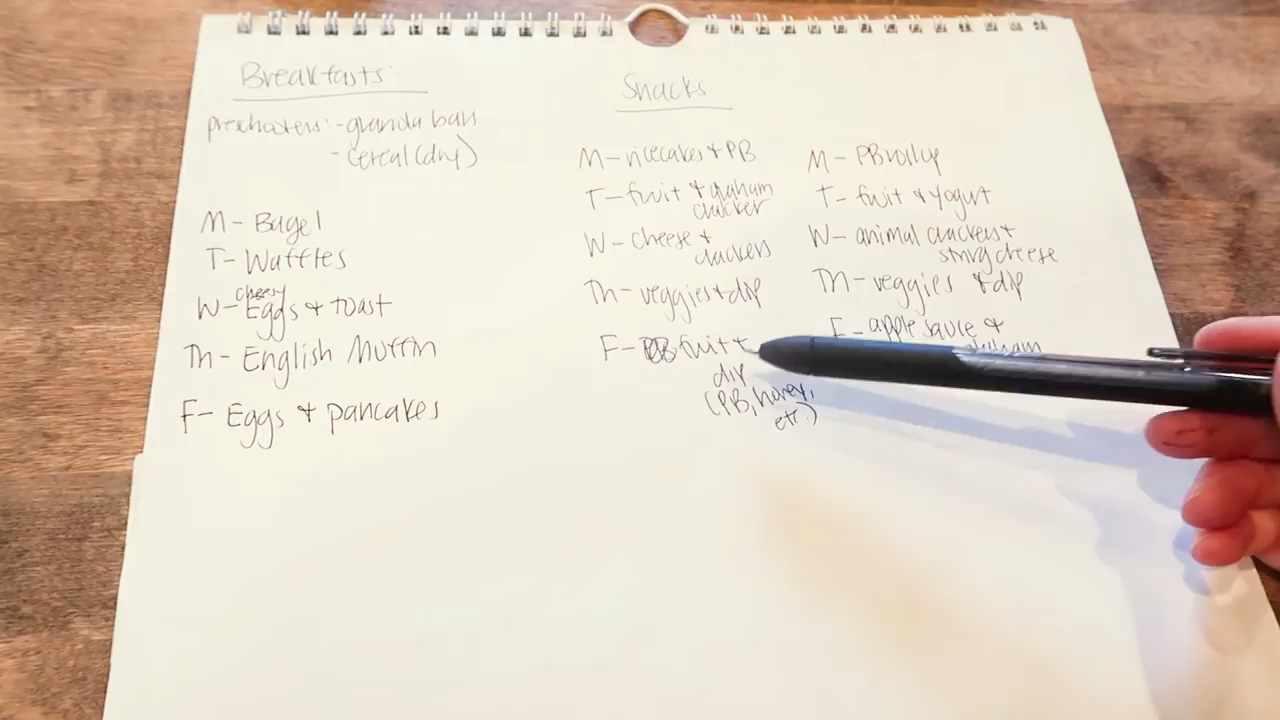 Breakfasts:
preschoolers: - granola bars
- cereal (dry)
M - Bagel
T - Waffles
cheesy
W - Eggs + toast
Th - English Muffin
F - Eggs + pancakes
Snacks
M - ricecakes + PB
T - fruit + graham
cracker
W - cheese +
crackers
Th - veggies + dip
F - fruit +
dip
(PB, honey,
etc.)
M - PB rollup
T - fruit + yogurt
W - animal crackers +
string cheese
Th - veggies + dip
F - apple sauce +
graham